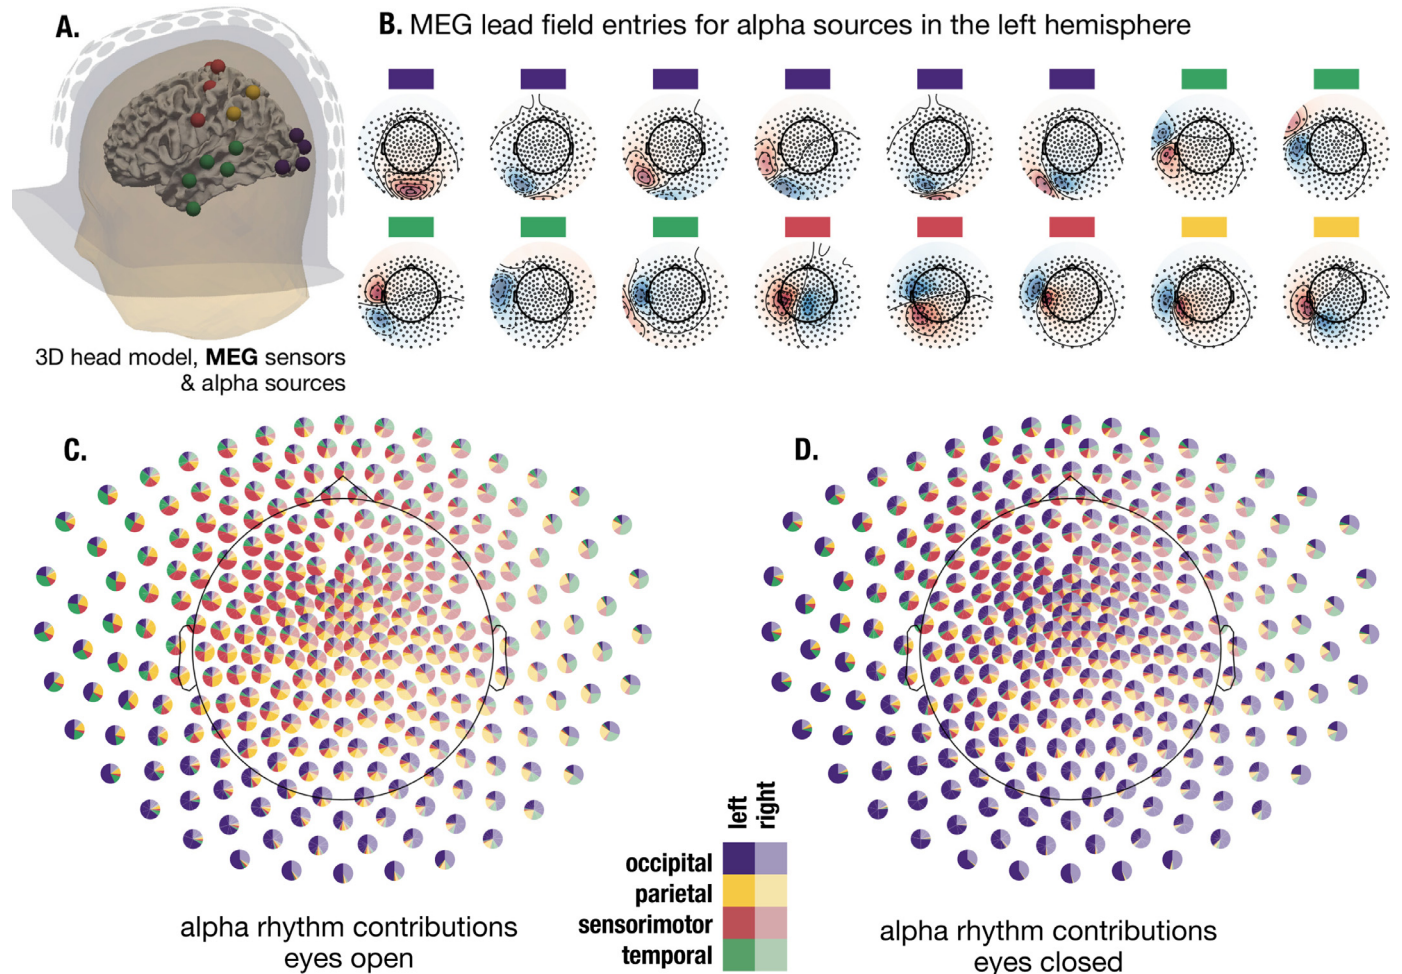 A.
B. MEG lead field entries for alpha sources in the left hemisphere
3D head model, MEG sensors
& alpha sources
C.
D.
left
right
occipital
parietal
sensorimotor
temporal
alpha rhythm contributions
eyes open
alpha rhythm contributions
eyes closed